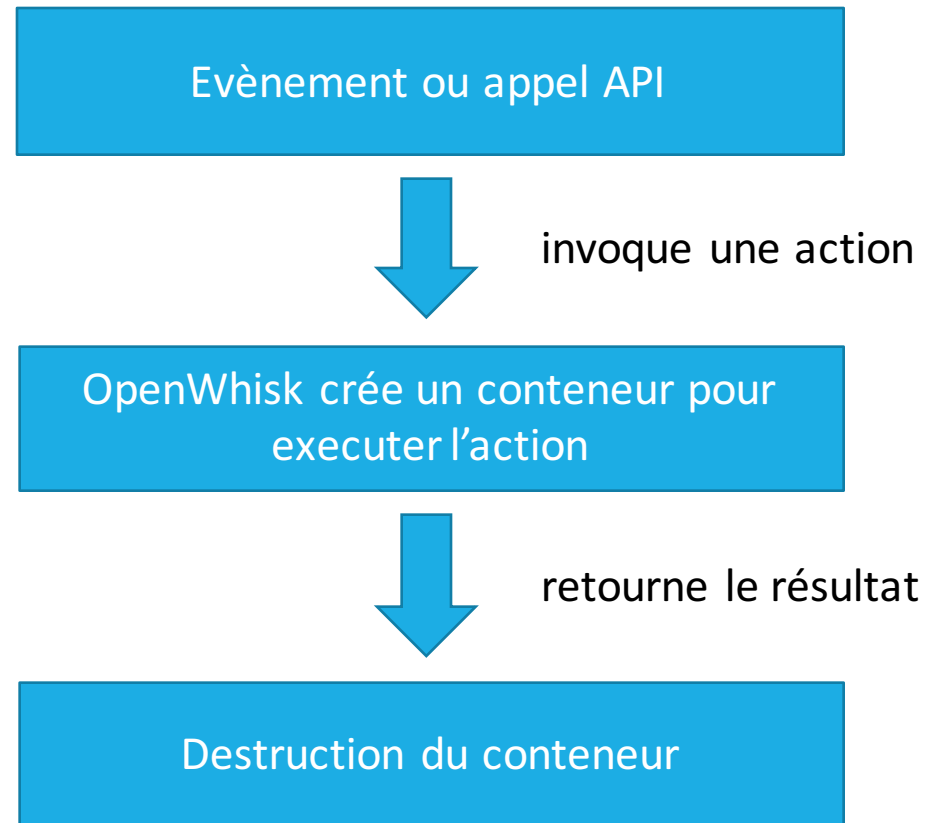 Evènement ou appel API
invoque une action
OpenWhisk crée un conteneur pour
executer l’action
retourne le résultat
Destruction du conteneur